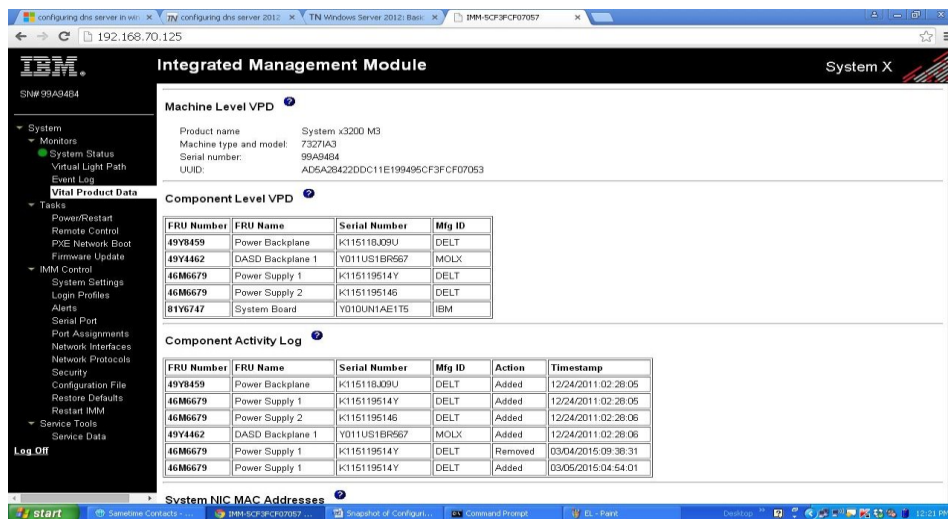 configuring dns server in win
configuring dns server 2012
TN Windows Server 2012: Basic
IMM-5CF3FCF07057
192.168.70.125
IBM.
Integrated Management Module
System X
SN# 99A9484
System
Monitors
System Status
Virtual Light Path
Event Log
Vital Product Data
Tasks
Power/Restart
Remote Control
PXE Network Boot
Firmware Update
IMM Control
System Settings
Login Profiles
Alerts
Serial Port
Port Assignments
Network Interfaces
Network Protocols
Security
Configuration File
Restore Defaults
Restart IMM
Service Tools
Service Data
Log Off
Machine Level VPD
Product name System x3200 M3
Machine type and model: 7327IA3
Serial number: 99A9484
UUID: AD5A28422DDC11E199495CF3FCF07053
Component Level VPD
FRU Number FRU Name Serial Number Mfg ID
49Y8459 Power Backplane K115118J09U DELT
49Y4462 DASD Backplane 1 Y011US1BR567 MOLX
46M6679 Power Supply 1 K115119514Y DELT
46M6679 Power Supply 2 K1151195146 DELT
81Y6747 System Board Y010UN1AE1T5 IBM
Component Activity Log
FRU Number FRU Name Serial Number Mfg ID Action Timestamp
49Y8459 Power Backplane K115118J09U DELT Added 12/24/2011:02:28:05
46M6679 Power Supply 1 K115119514Y DELT Added 12/24/2011:02:28:05
46M6679 Power Supply 2 K1151195146 DELT Added 12/24/2011:02:28:06
49Y4462 DASD Backplane 1 Y011US1BR567 MOLX Added 12/24/2011:02:28:06
46M6679 Power Supply 1 K115119514Y DELT Removed 03/04/2015:09:38:31
46M6679 Power Supply 1 K115119514Y DELT Added 03/05/2015:04:54:01
System NIC MAC Addresses
start Sametime Contacts - ... IMM-5CF3FCF07057 ... Snapshot of Configuri... Command Prompt EL - Paint Desktop 12:21 PM